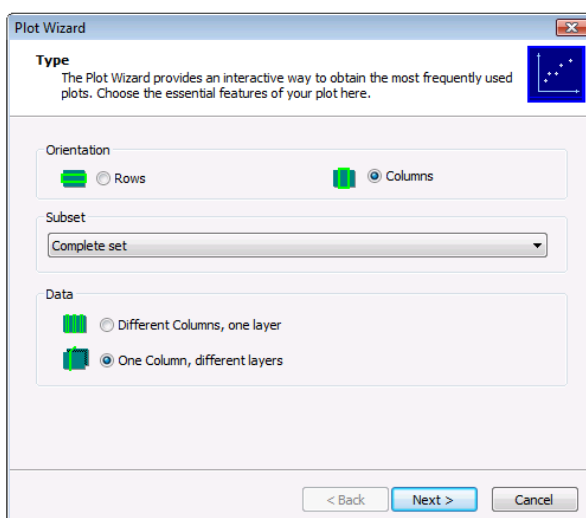 Plot Wizard
Type
The Plot Wizard provides an interactive way to obtain the most frequently used
plots. Choose the essential features of your plot here.
Orientation
Rows
Columns
Subset
Complete set
Data
Different Columns, one layer
One Column, different layers
< Back
Next >
Cancel